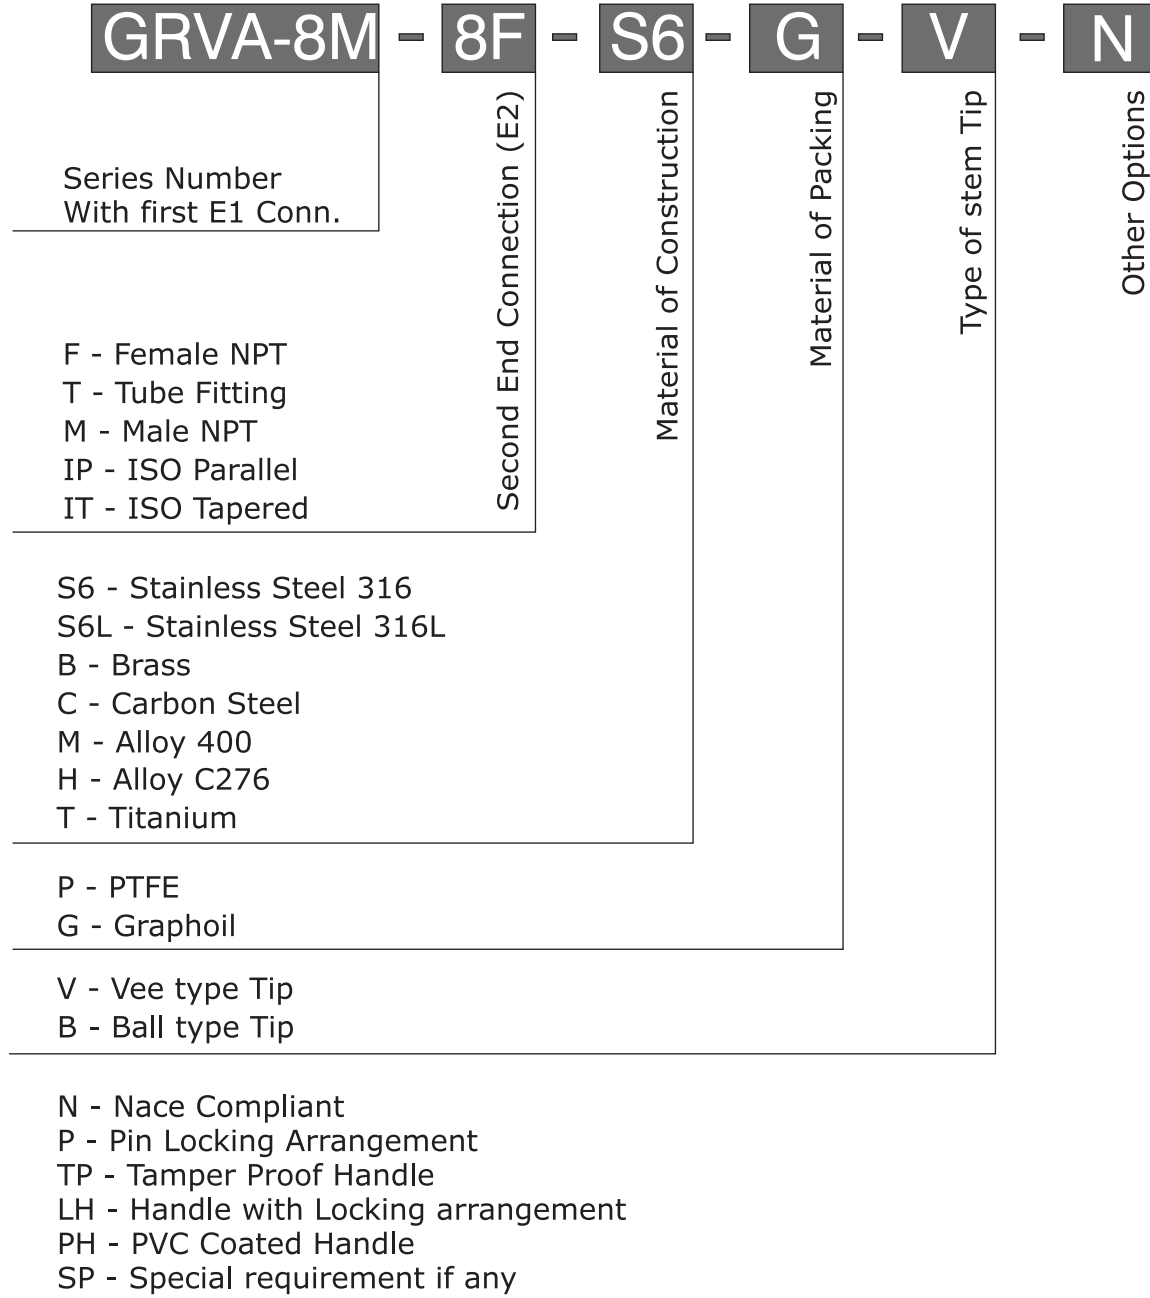 GRVA-8M - 8F - S6 - G - V - N
Series Number
With first E1 Conn.
Second End Connection (E2)
Material of Construction
Material of Packing
Type of stem Tip
Other Options
F - Female NPT
T - Tube Fitting
M - Male NPT
IP - ISO Parallel
IT - ISO Tapered
S6 - Stainless Steel 316
S6L - Stainless Steel 316L
B - Brass
C - Carbon Steel
M - Alloy 400
H - Alloy C276
T - Titanium
P - PTFE
G - Graphoil
V - Vee type Tip
B - Ball type Tip
N - Nace Compliant
P - Pin Locking Arrangement
TP - Tamper Proof Handle
LH - Handle with Locking arrangement
PH - PVC Coated Handle
SP - Special requirement if any